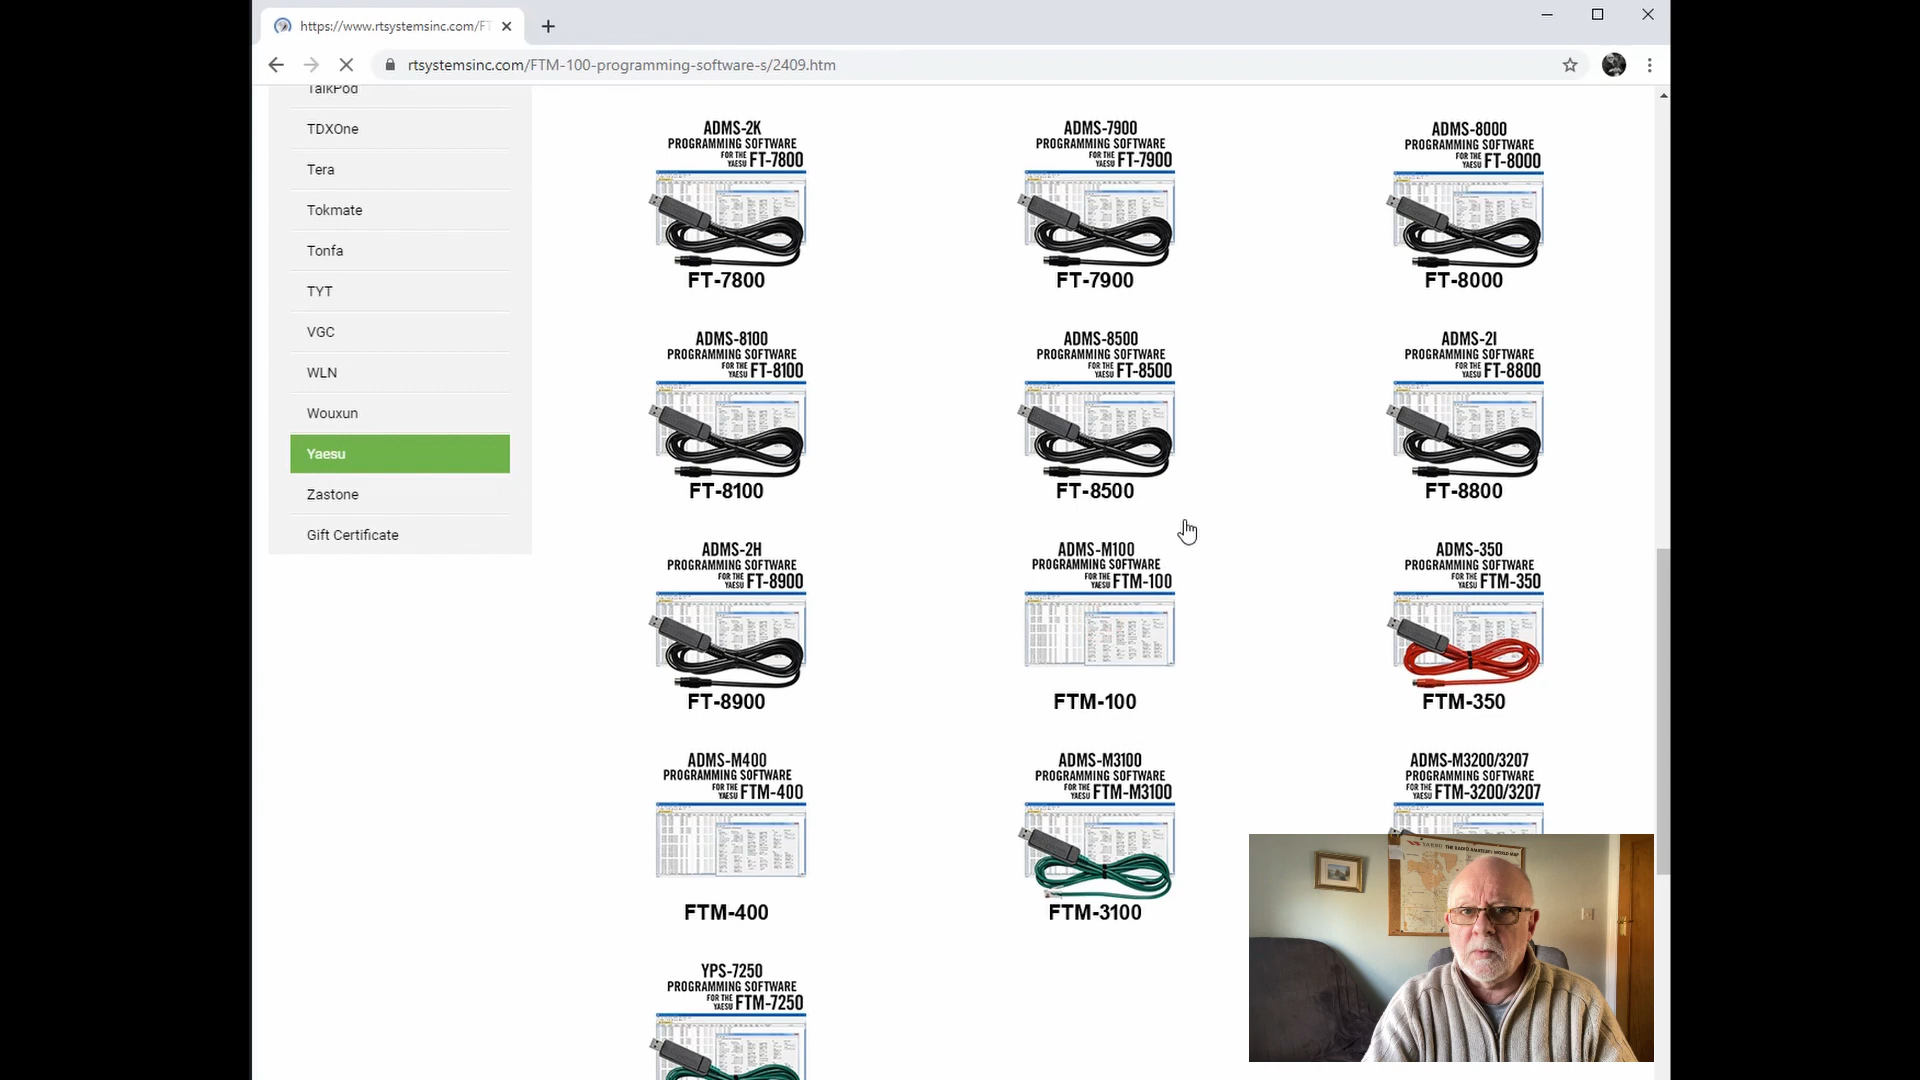 https://www.rtsystemsinc.com/FT
rtsystemsinc.com/FTM-100-programming-software-s/2409.htm
TalkPod
TDXOne
Tera
Tokmate
Tonfa
TYT
VGC
WLN
Wouxun
Yaesu
Zastone
Gift Certificate
ADMS-2K
PROGRAMMING SOFTWARE
FOR THE YAESU FT-7800
FT-7800
ADMS-7900
PROGRAMMING SOFTWARE
FOR THE YAESU FT-7900
FT-7900
ADMS-8000
PROGRAMMING SOFTWARE
FOR THE YAESU FT-8000
FT-8000
ADMS-8100
PROGRAMMING SOFTWARE
FOR THE YAESU FT-8100
FT-8100
ADMS-8500
PROGRAMMING SOFTWARE
FOR THE YAESU FT-8500
FT-8500
ADMS-2I
PROGRAMMING SOFTWARE
FOR THE YAESU FT-8800
FT-8800
ADMS-2H
PROGRAMMING SOFTWARE
FOR THE YAESU FT-8900
FT-8900
ADMS-M100
PROGRAMMING SOFTWARE
FOR THE YAESU FTM-100
FTM-100
ADMS-350
PROGRAMMING SOFTWARE
FOR THE YAESU FTM-350
FTM-350
ADMS-M400
PROGRAMMING SOFTWARE
FOR THE YAESU FTM-400
FTM-400
ADMS-M3100
PROGRAMMING SOFTWARE
FOR THE YAESU FTM-M3100
FTM-3100
ADMS-M3200/3207
PROGRAMMING SOFTWARE
FOR THE YAESU FTM-3200/3207
YPS-7250
PROGRAMMING SOFTWARE
FOR THE YAESU FTM-7250
YAESU THE RADIO AMATEUR'S WORLD MAP